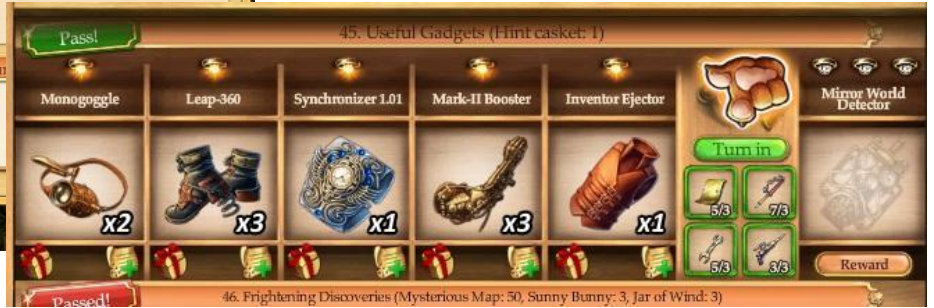 Pass!
45. Useful Gadgets (Hint casket: 1)
Monogoggle
Leap-360
Synchronizer 1.01
Mark-II Booster
Inventor Ejector
Mirror World
Detector
x2
x3
x1
x3
x1
Turn in
5/3
7/3
5/3
3/3
Reward
Passed!
46. Frightening Discoveries (Mysterious Map: 50, Sunny Bunny: 3, Jar of Wind: 3)